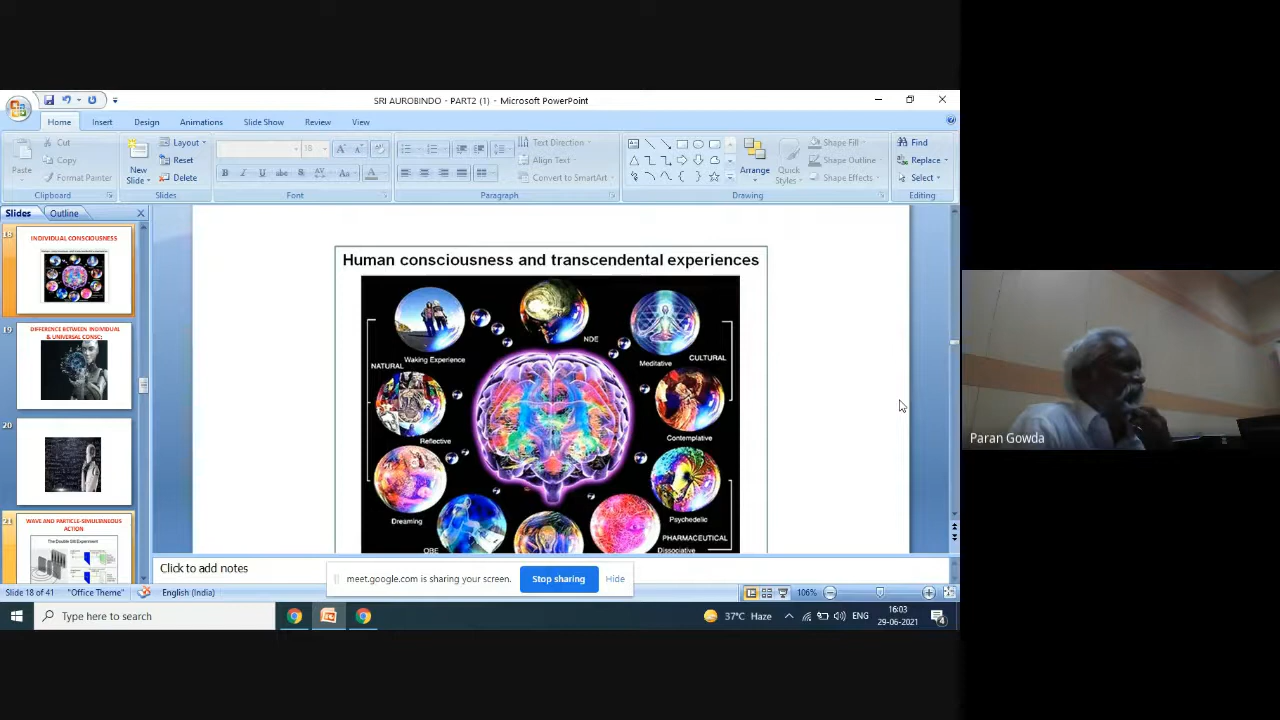 SRI AUROBINDO - PART2 (1) - Microsoft PowerPoint
Home Insert Design Animations Slide Show Review View
Paste
Cut
Copy
Format Painter
Clipboard
New Slide
Layout
Reset
Delete
Slides
18
B I U abc S AV Aa A
Font
Paragraph
Text Direction
Align Text
Convert to SmartArt
Arrange
Quick Styles
Shape Fill
Shape Outline
Shape Effects
Drawing
Find
Replace
Select
Editing
Slides Outline
18
INDIVIDUAL CONSCIOUSNESS
19
DIFFERENCE BETWEEN INDIVIDUAL
& UNIVERSAL CONSC:
20
21
WAVE AND PARTICLE-SIMULTANEOUS
ACTION
The Double Slit Experiment
Human consciousness and transcendental experiences
NDE
Waking Experience
Meditative
CULTURAL
NATURAL
Reflective
Contemplative
Dreaming
Psychedelic
PHARMACEUTICAL
OBE
Dissociative
Click to add notes
meet.google.com is sharing your screen.
Stop sharing
Hide
Slide 18 of 41
"Office Theme"
English (India)
106%
Type here to search
37°C Haze
ENG
16:03
29-06-2021
4
Paran Gowda